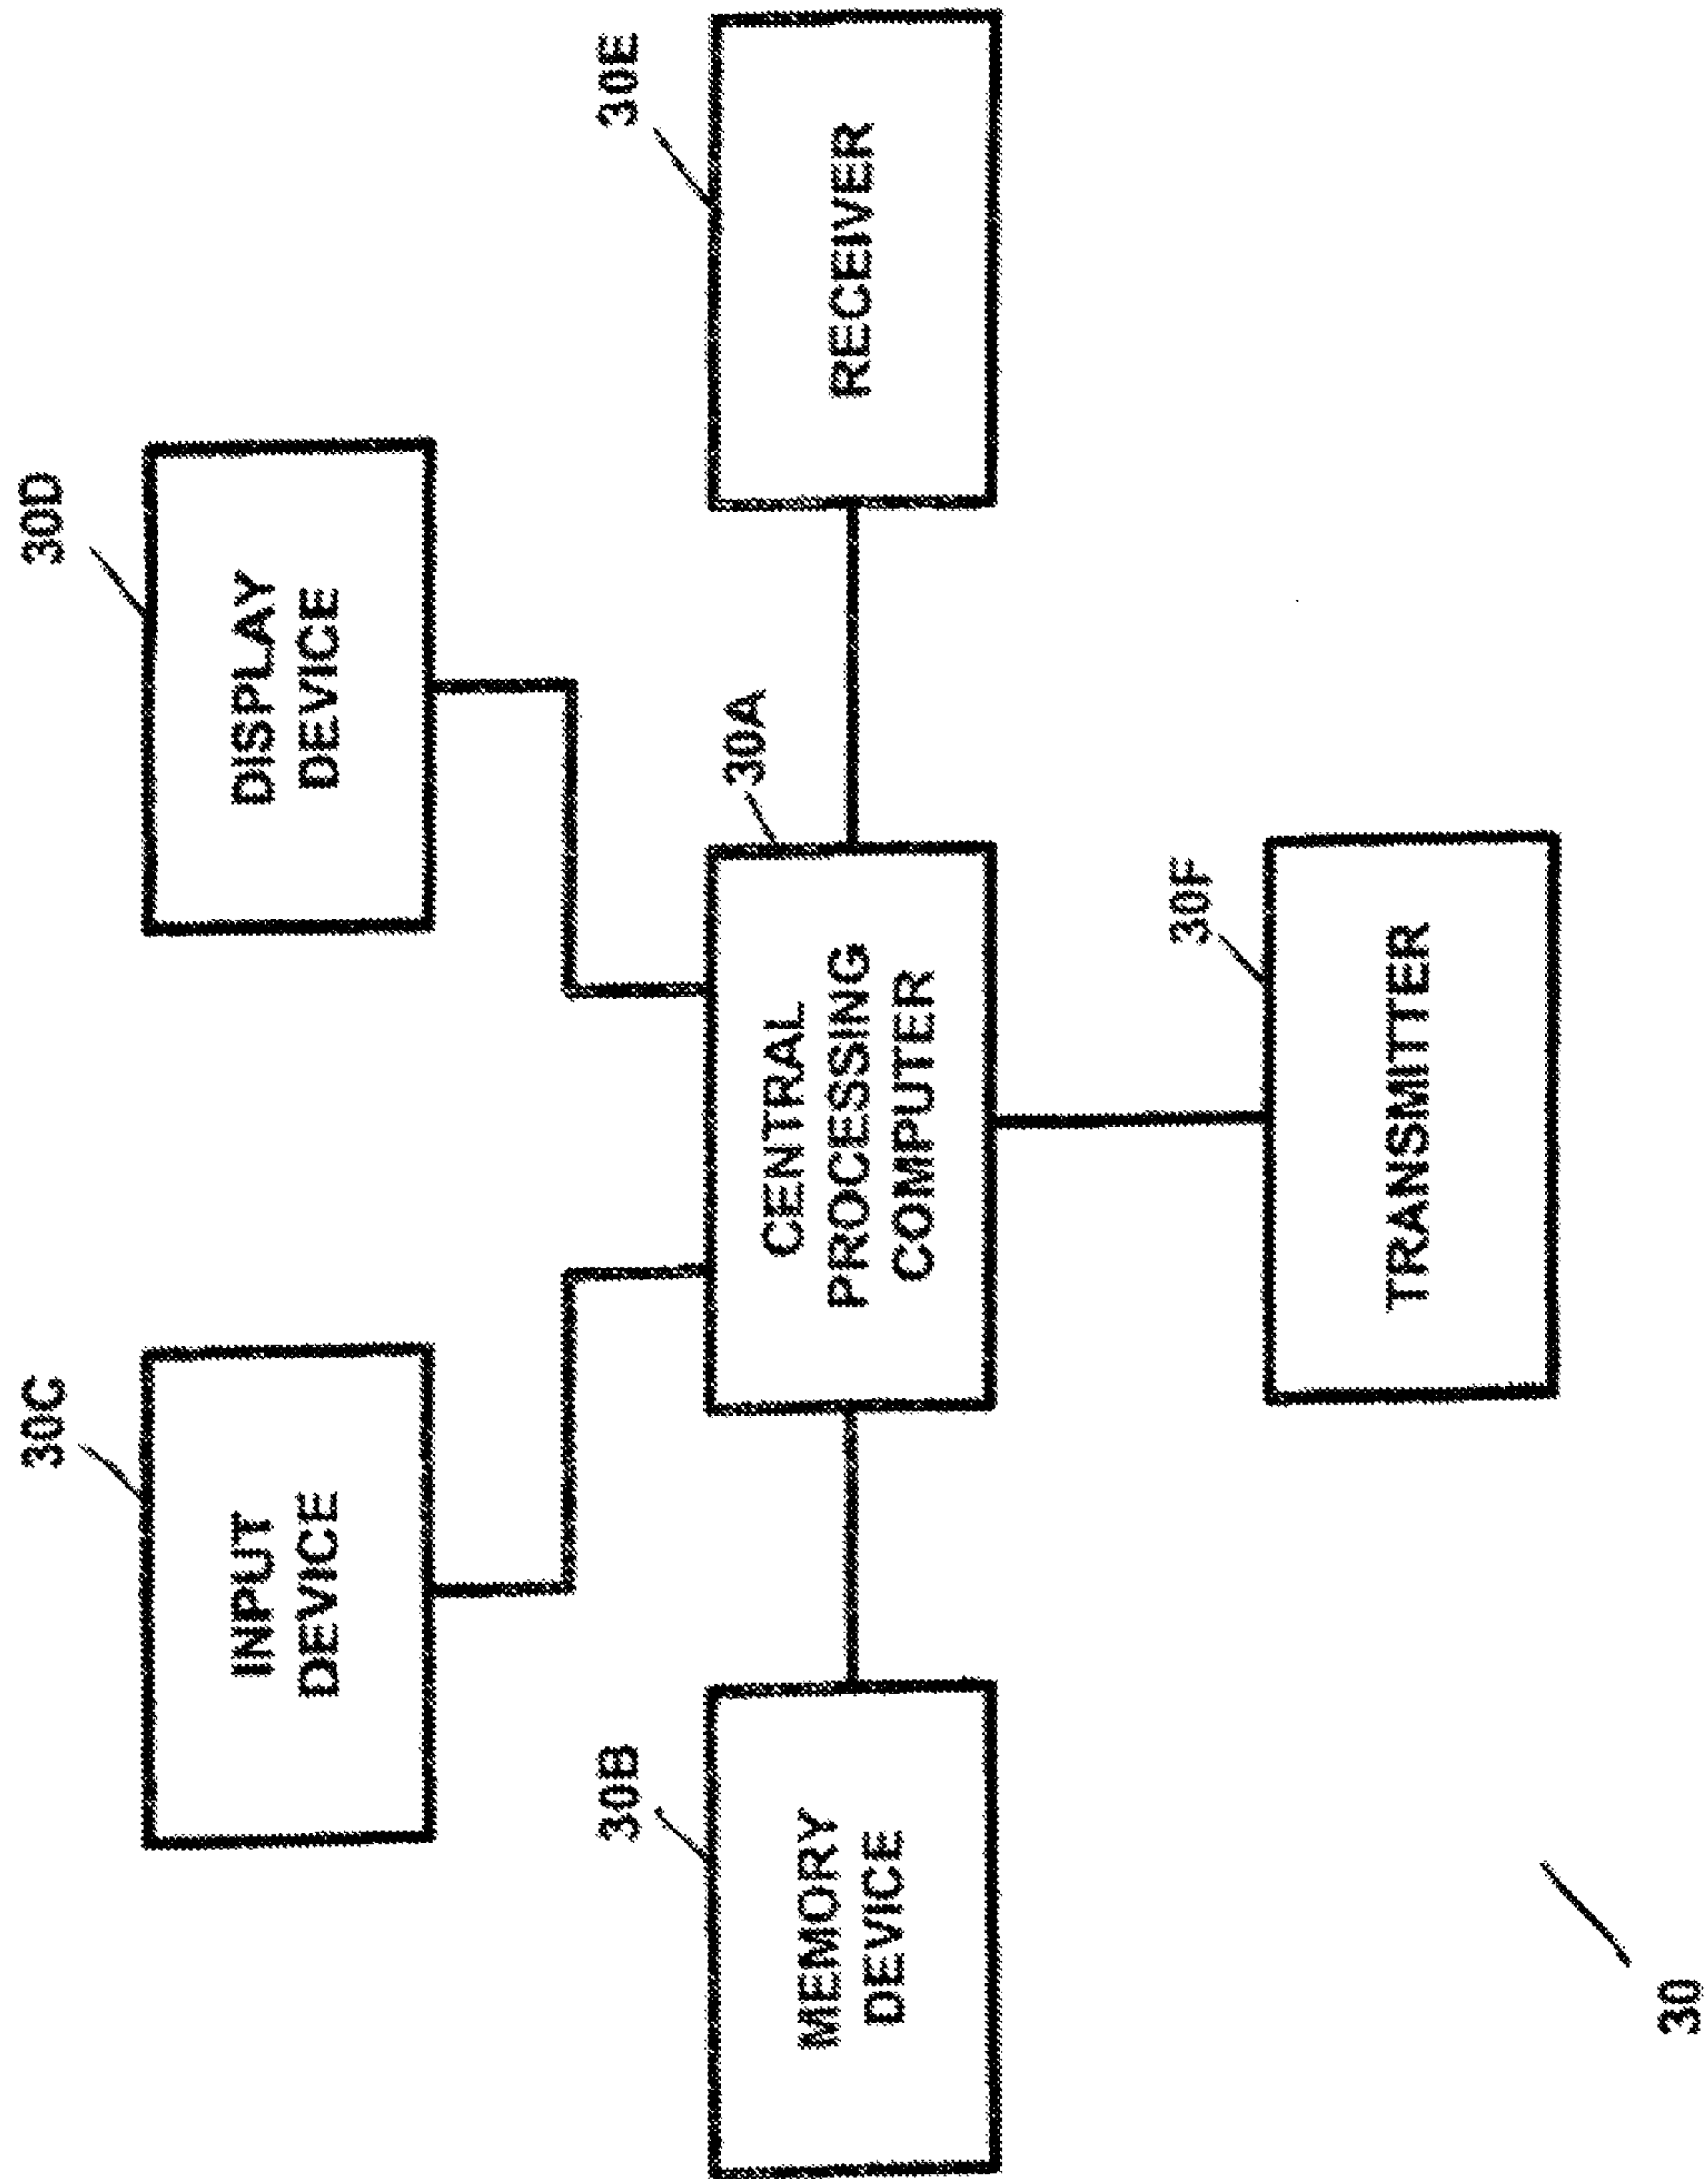 30C
INPUT
DEVICE
30D
DISPLAY
DEVICE
30B
MEMORY
DEVICE
30A
CENTRAL
PROCESSING
COMPUTER
30E
RECEIVER
30F
TRANSMITTER
30